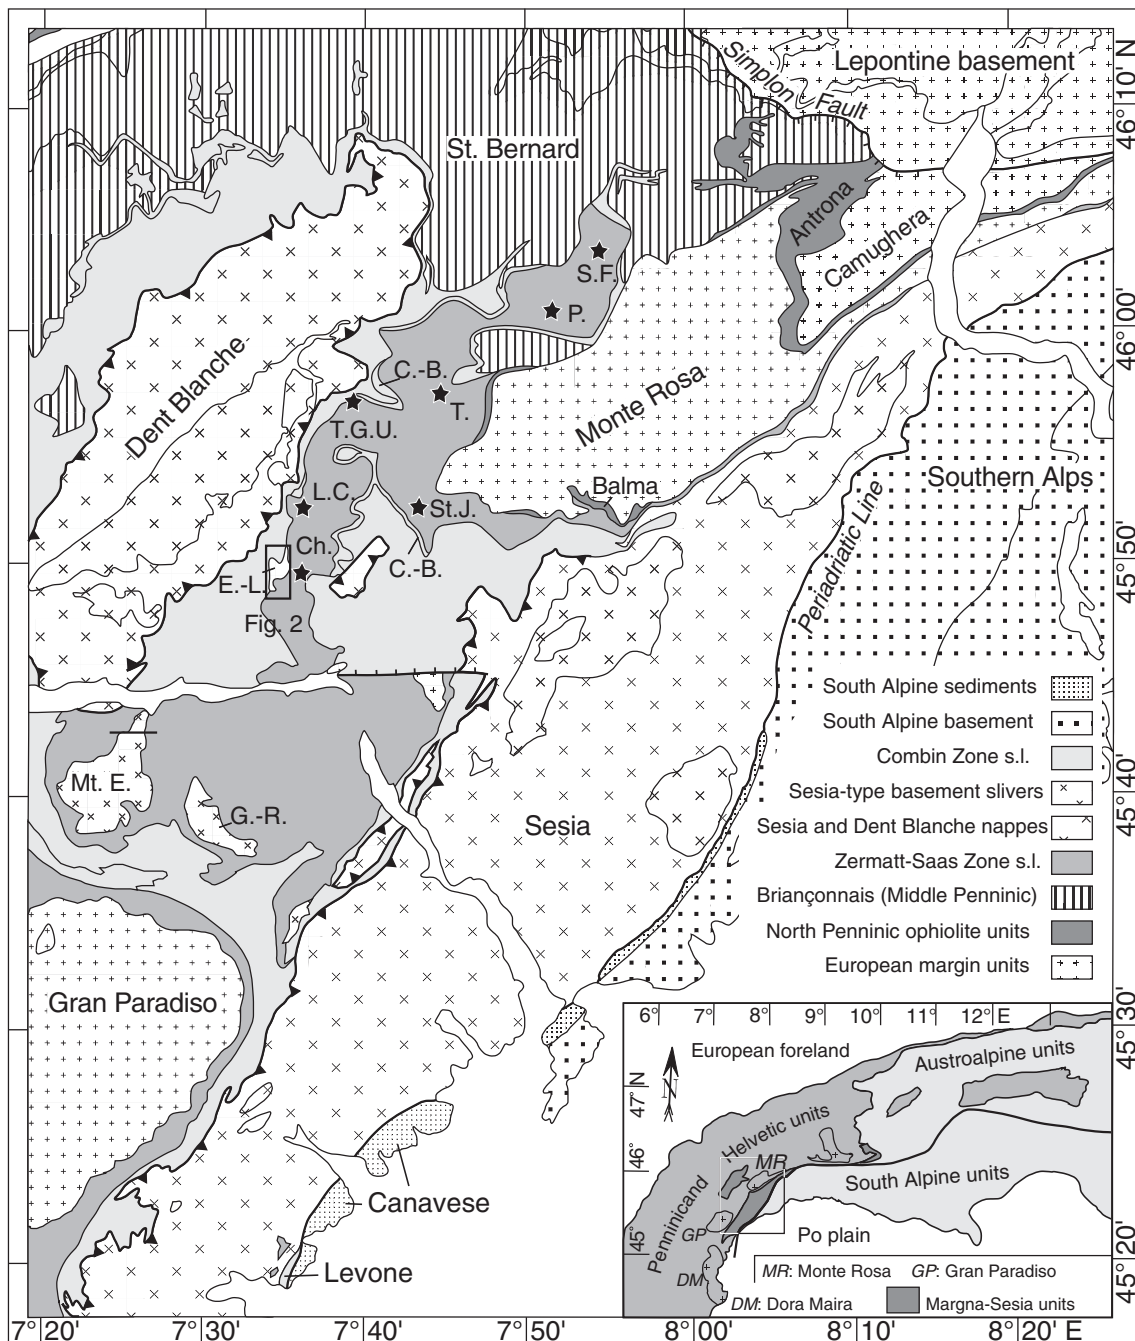 Simplon Fault
Lepontine basement
St. Bernard
Antrona
Camughera
S.F.
P.
Dent Blanche
C.-B.
T.
T.G.U.
Monte Rosa
Balma
Southern Alps
L.C.
St.J.
Ch.
C.-B.
E.-L.
Fig. 2
Periadriatic Line
South Alpine sediments
South Alpine basement
Combin Zone s.l.
Sesia-type basement slivers
Sesia and Dent Blanche nappes
Zermatt-Saas Zone s.l.
Briançonnais (Middle Penninic)
North Penninic ophiolite units
European margin units
Mt. E.
G.-R.
Sesia
Gran Paradiso
Canavese
Levone
46°10' N
46°00'
45°50'
45°40'
45°30'
45°20'
7°20'
7°30'
7°40'
7°50'
8°00'
8°10'
8°20' E
6°
7°
8°
9°
10°
11°
12°E
European foreland
N
47°N
46°
45°
Austroalpine units
Helvetic units
Penninicand
MR
South Alpine units
GP
Po plain
DM
MR: Monte Rosa
GP: Gran Paradiso
DM: Dora Maira
Margna-Sesia units